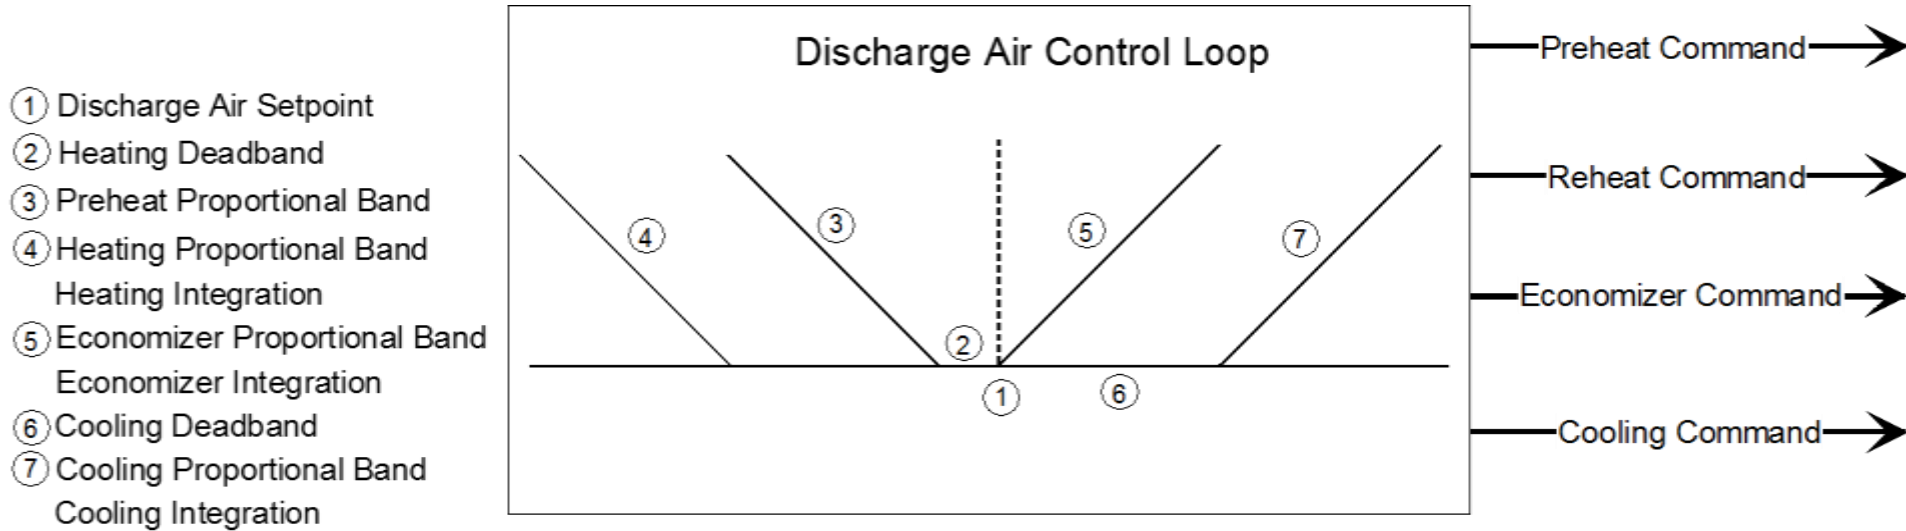 ① Discharge Air Setpoint
② Heating Deadband
③ Preheat Proportional Band
④ Heating Proportional Band
Heating Integration
⑤ Economizer Proportional Band
Economizer Integration
⑥ Cooling Deadband
⑦ Cooling Proportional Band
Cooling Integration
Discharge Air Control Loop
④
③
②
①
⑤
⑥
⑦
Preheat Command
Reheat Command
Economizer Command
Cooling Command